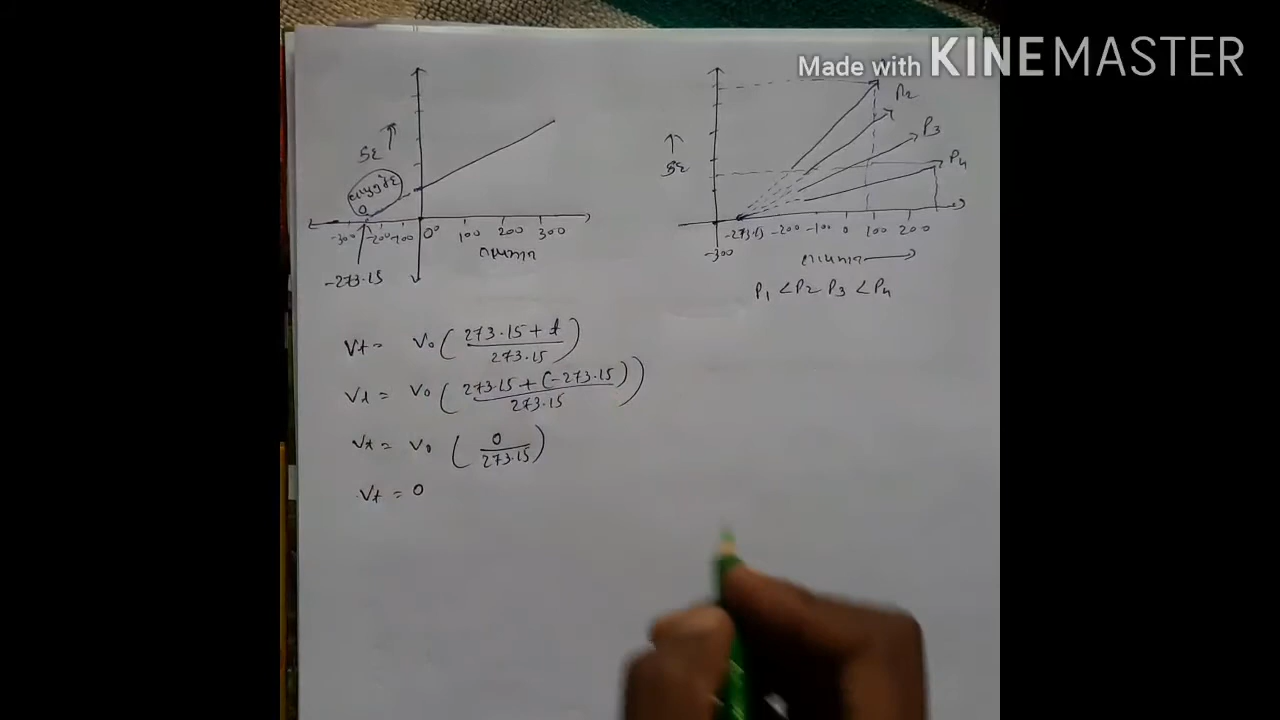 Made with KINEMASTER
P2
P3
P4
-300 -200 -100 0° 100 200 300
-273.15
-273.15 -200 -100 0 100 200
-300
P1 < P2 P3 < P4
Vt = V0 ( 273.15 + t / 273.15 )
Vt = V0 ( 273.15 + (-273.15) / 273.15 )
Vt = V0 ( 0 / 273.15 )
Vt = 0